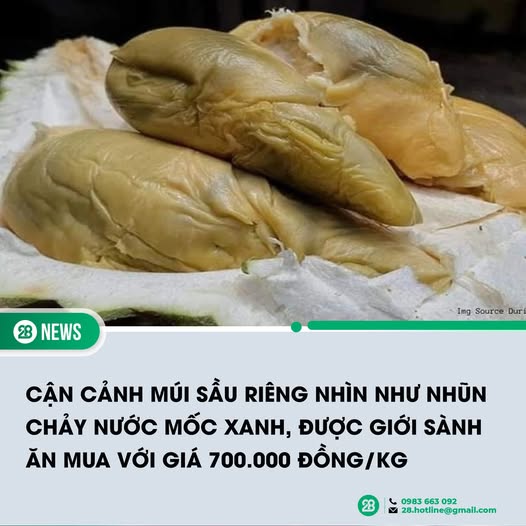 Img Source Duri
28 NEWS
CẬN CẢNH MÚI SẦU RIÊNG NHÌN NHƯ NHŨN
CHẢY NƯỚC MỐC XANH, ĐƯỢC GIỚI SÀNH
ĂN MUA VỚI GIÁ 700.000 ĐỒNG/KG
28
0983 663 092
28.hotline@gmail.com